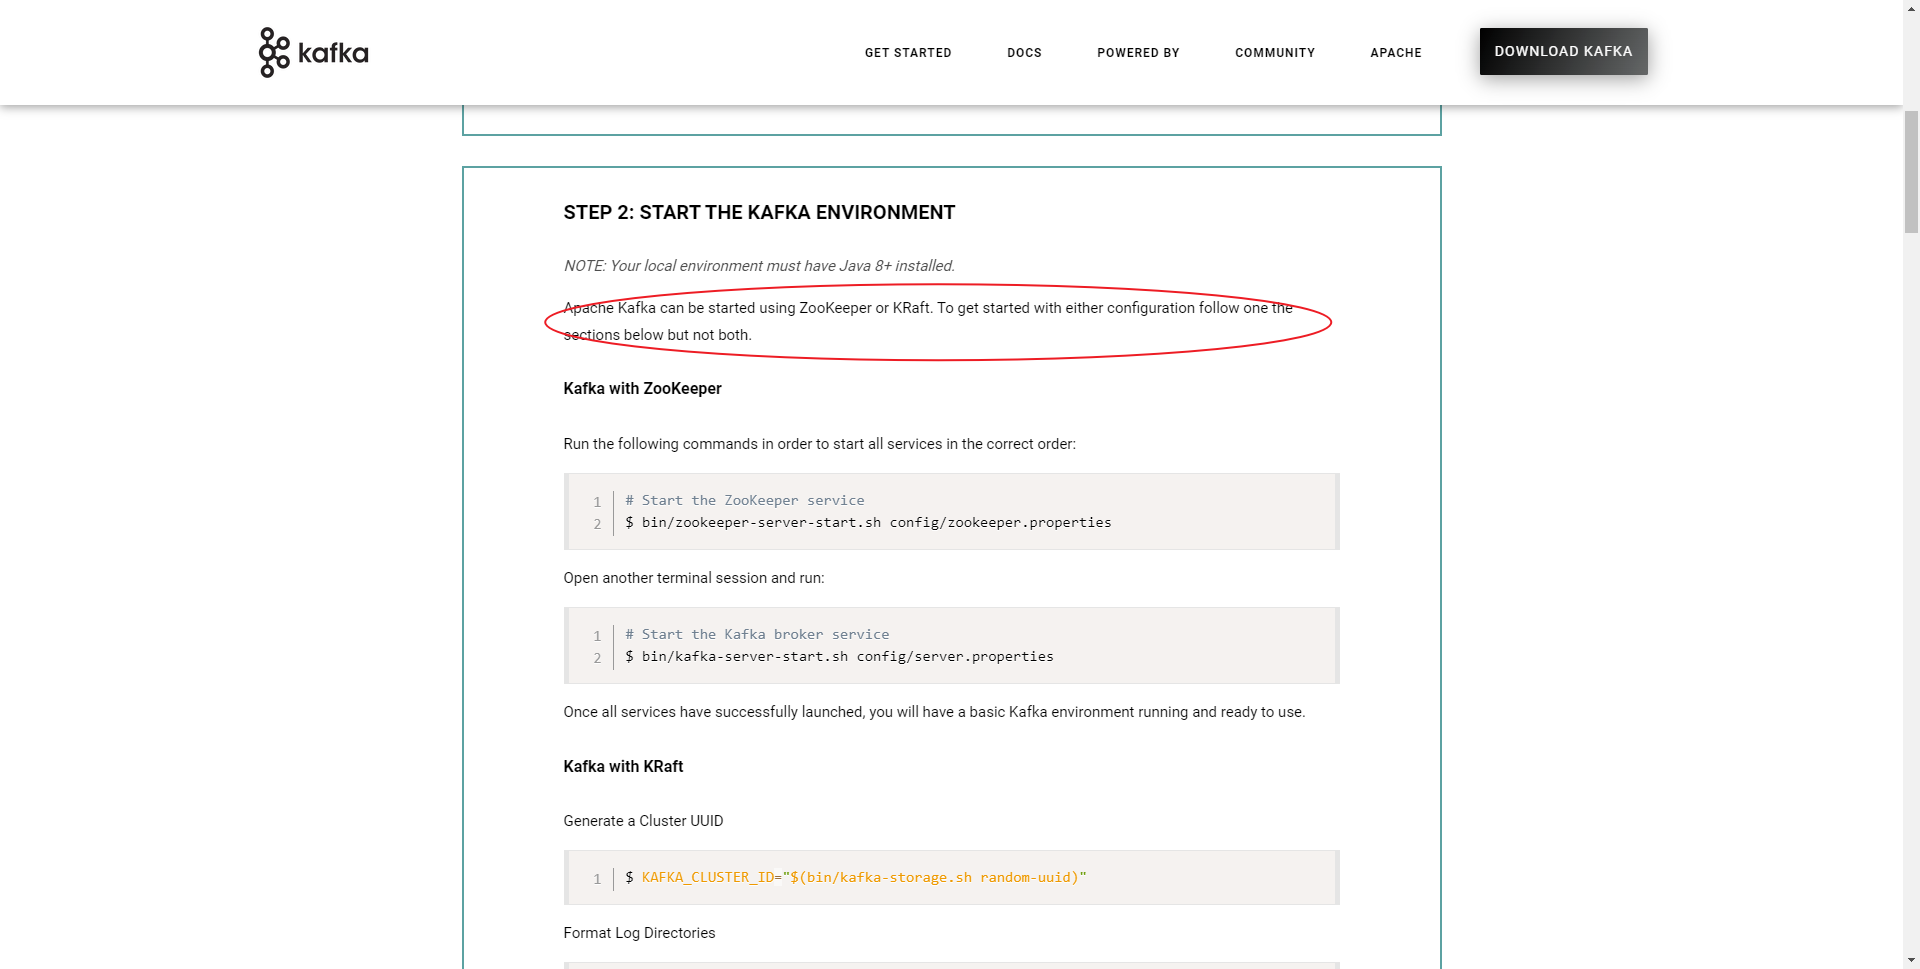 kafka
GET STARTED
DOCS
POWERED BY
COMMUNITY
APACHE
DOWNLOAD KAFKA
STEP 2: START THE KAFKA ENVIRONMENT
NOTE: Your local environment must have Java 8+ installed.
Apache Kafka can be started using ZooKeeper or KRaft. To get started with either configuration follow one the
sections below but not both.
Kafka with ZooKeeper
Run the following commands in order to start all services in the correct order:
1 # Start the ZooKeeper service
2 $ bin/zookeeper-server-start.sh config/zookeeper.properties
Open another terminal session and run:
1 # Start the Kafka broker service
2 $ bin/kafka-server-start.sh config/server.properties
Once all services have successfully launched, you will have a basic Kafka environment running and ready to use.
Kafka with KRaft
Generate a Cluster UUID
1 $ KAFKA_CLUSTER_ID="$(bin/kafka-storage.sh random-uuid)"
Format Log Directories